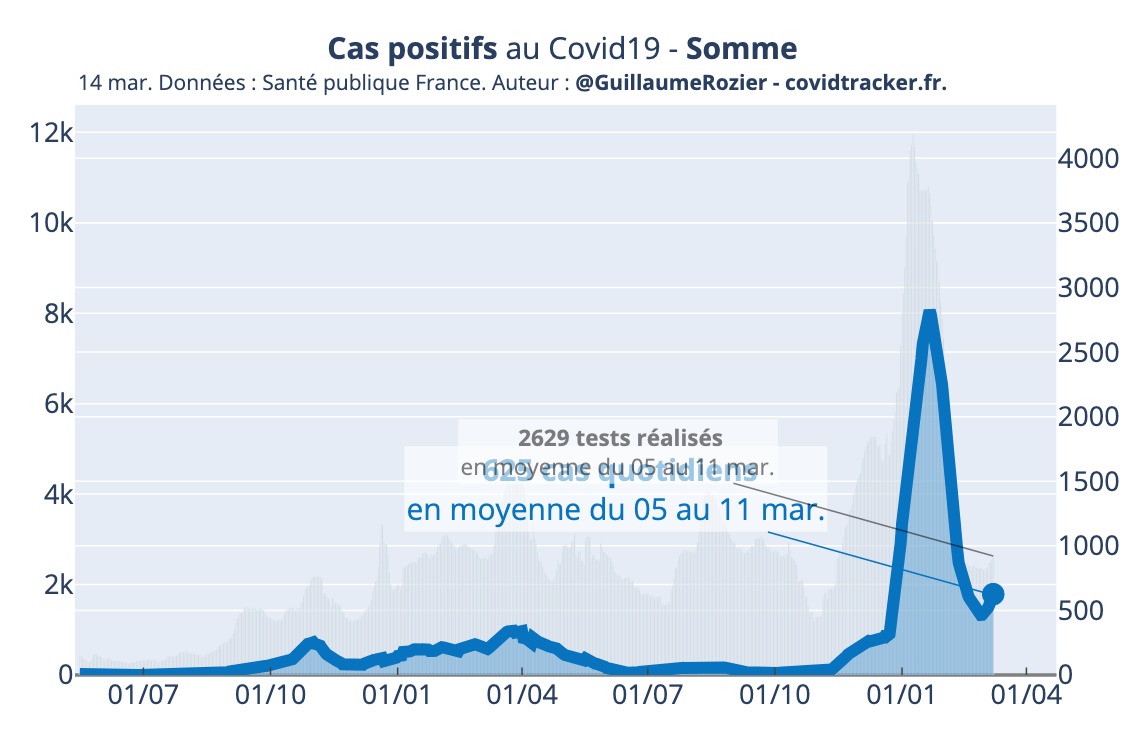 Cas positifs au Covid19 - Somme
14 mar. Données : Santé publique France. Auteur : @GuillaumeRozier - covidtracker.fr.
12k
10k
8k
6k
4k
2k
0
4000
3500
3000
2500
2000
1500
1000
500
0
2629 tests réalisés
en moyenne du 05 au 11 mar.
625 cas quotidiens
en moyenne du 05 au 11 mar.
01/07 01/10 01/01 01/04 01/07 01/10 01/01 01/04